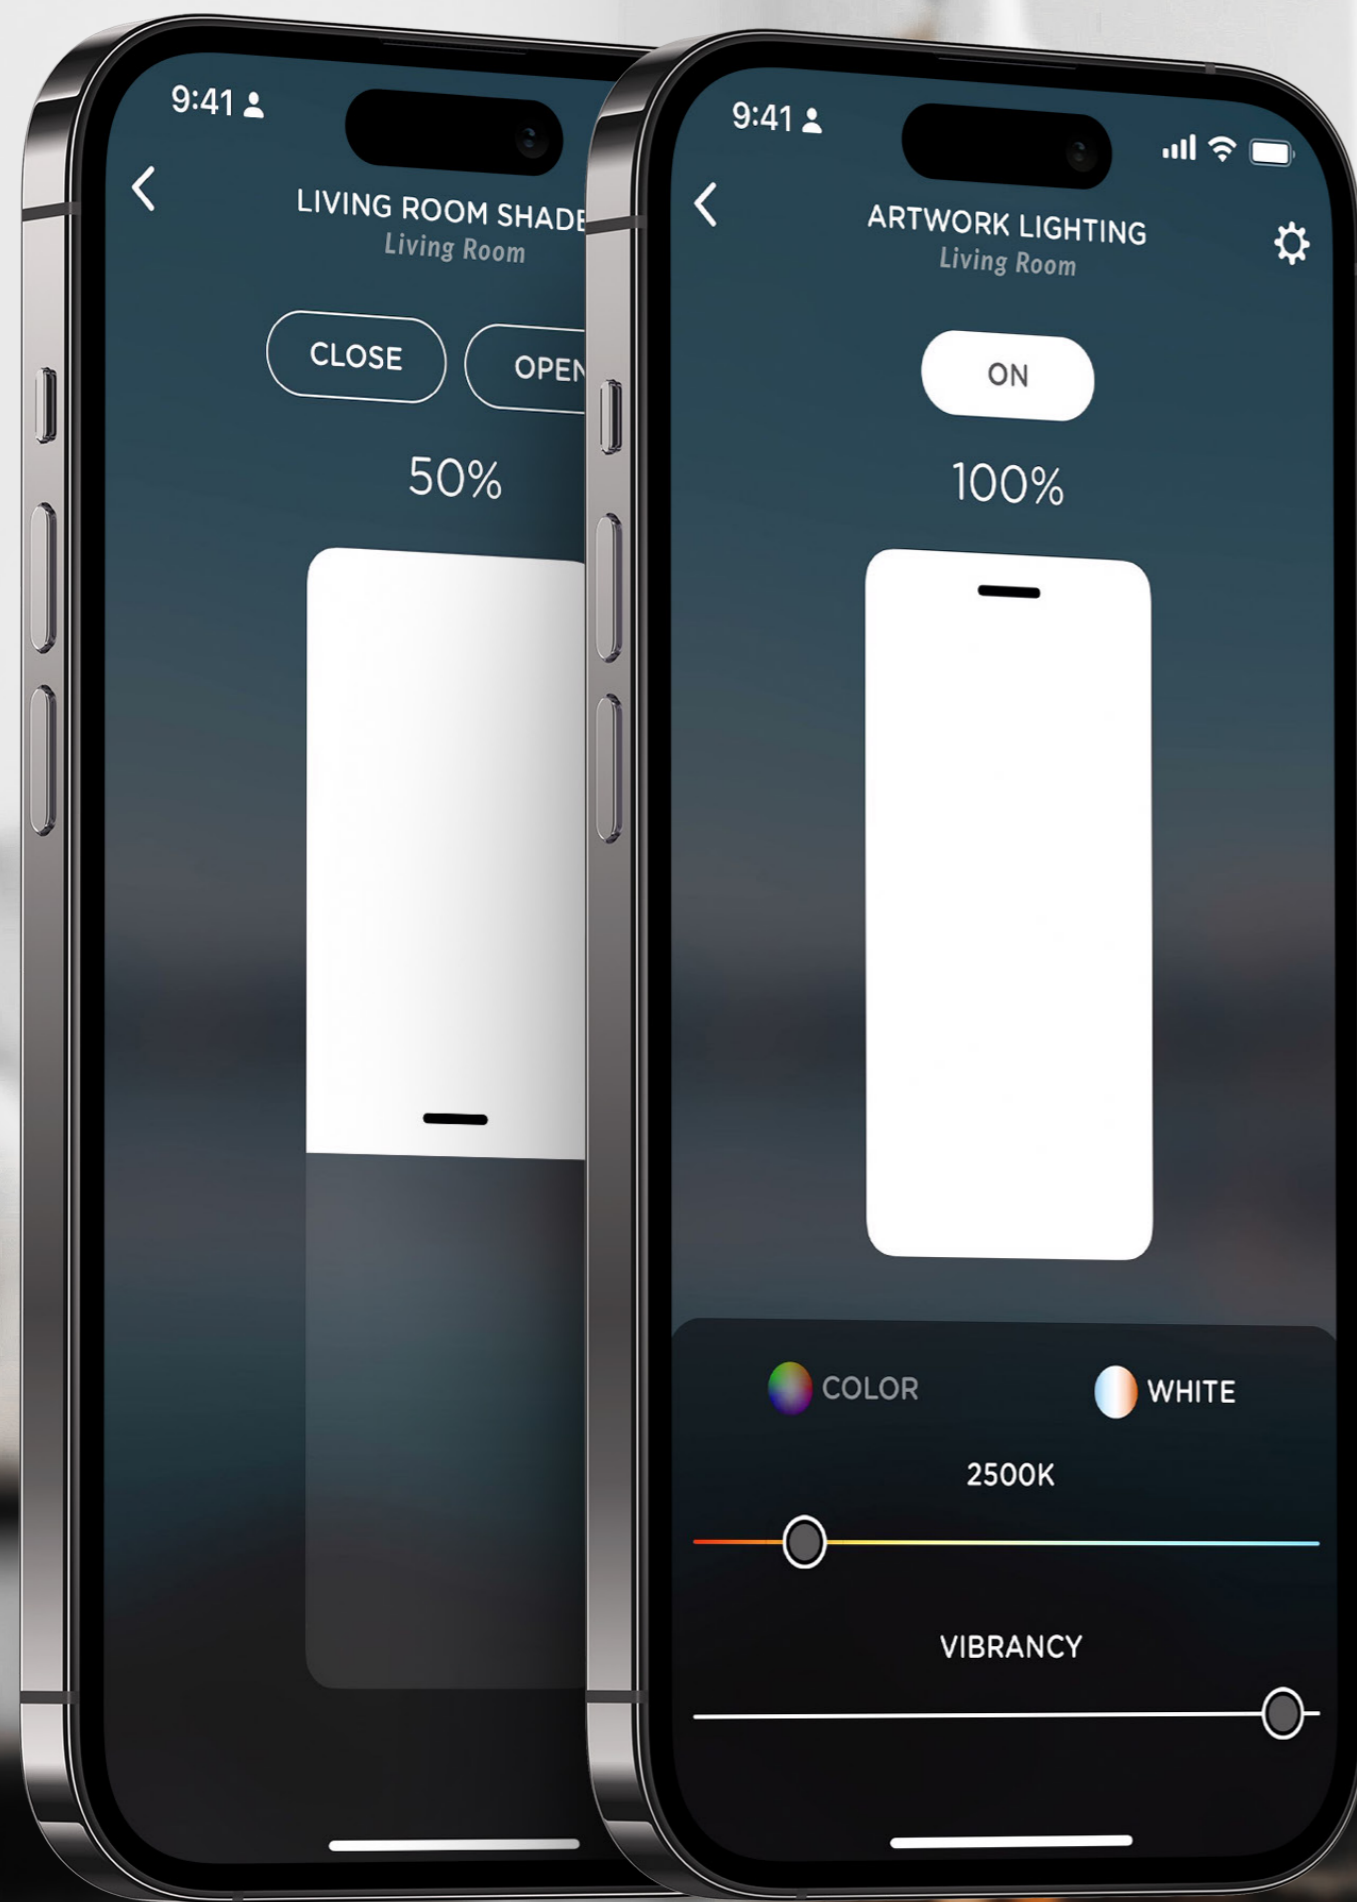 9:41
LIVING ROOM SHADE
Living Room
CLOSE
OPEN
50%
9:41
ARTWORK LIGHTING
Living Room
ON
100%
COLOR
WHITE
2500K
VIBRANCY